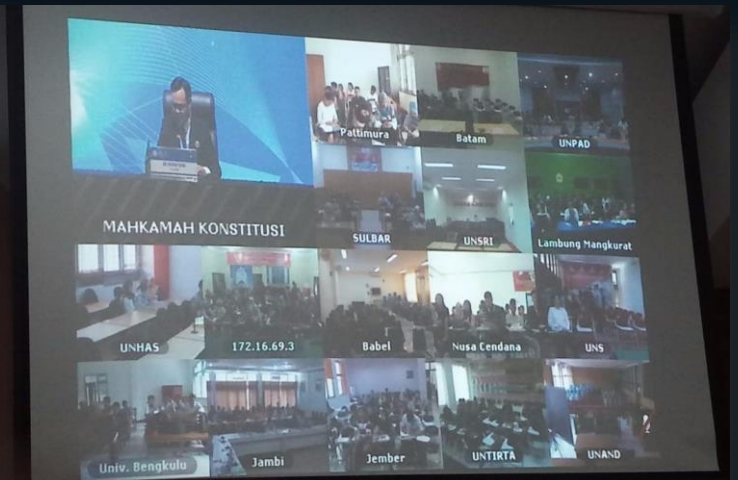 Pattimura
Batam
UNPAD
MAHKAMAH KONSTITUSI
SULBAR
UNSRI
Lambung Mangkurat
UNHAS
172.16.69.3
Babel
Nusa Cendana
UNS
Univ. Bengkulu
Jambi
Jember
UNTIRTA
UNAND